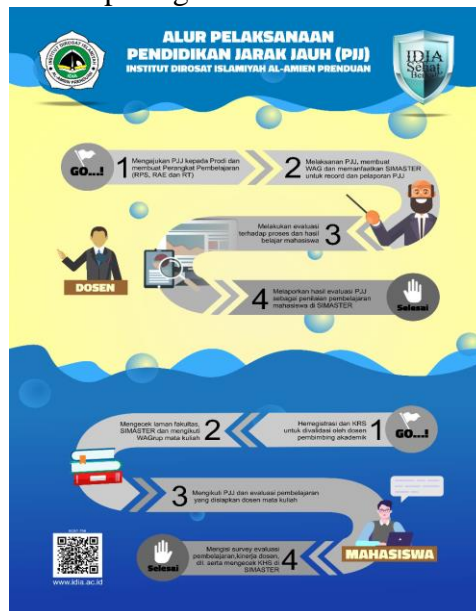 ALUR PELAKSANAAN
PENDIDIKAN JARAK JAUH (PJJ)
INSTITUT DIROSAT ISLAMIYAH AL-AMIEN PRENDUAN
IDIA
Sehat
GO...!
1
Mengajukan PJJ kepada Prodi dan
membuat Perangkat Pembelajaran
(RPS, RAE dan RT)
2
Melaksanaan PJJ, membuat
WAG dan memanfaatkan SIMASTER
untuk record dan pelaporan PJJ
Melakukan evaluasi
terhadap proses dan hasil
belajar mahasiswa
3
DOSEN
4
Melaporkan hasil evaluasi PJJ
sebagai penilaian pembelajaran
mahasiswa di SIMASTER
Selesai
Herregistrasi dan KRS
untuk divalidasi oleh dosen
pembimbing akademik
1
GO...!
Mengecek laman fakultas,
SIMASTER dan mengikuti
WAGrup mata kuliah
2
3
Mengikuti PJJ dan evaluasi pembelajaran
yang disiapkan dosen mata kuliah
MAHASISWA
Selesai
Mengisi survey evaluasi
pembelajaran,kinerja dosen,
dll. serta mengecek KHS di
SIMASTER
4
www.idia.ac.id